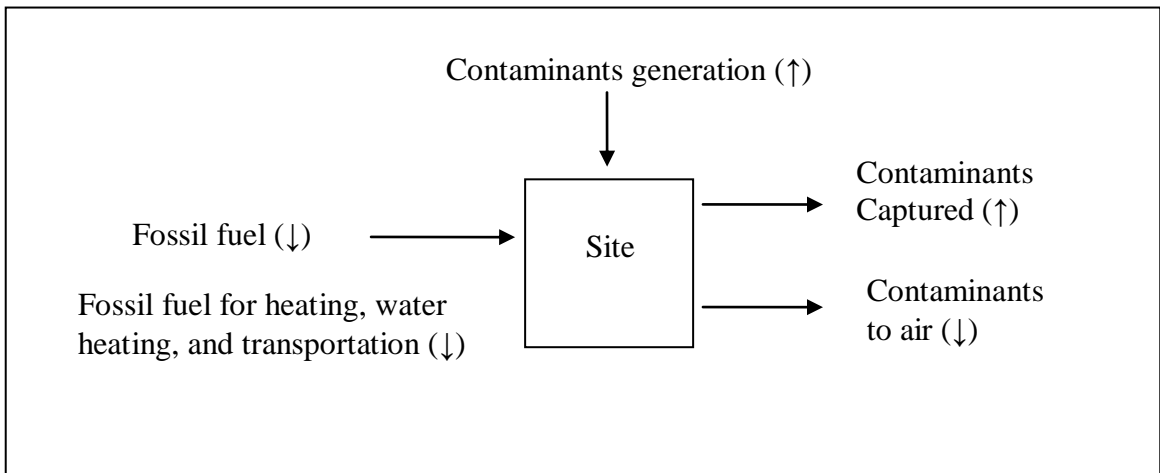 Contaminants generation (↑)
Contaminants
Captured (↑)
Fossil fuel (↓)
Site
Fossil fuel for heating, water
heating, and transportation (↓)
Contaminants
to air (↓)